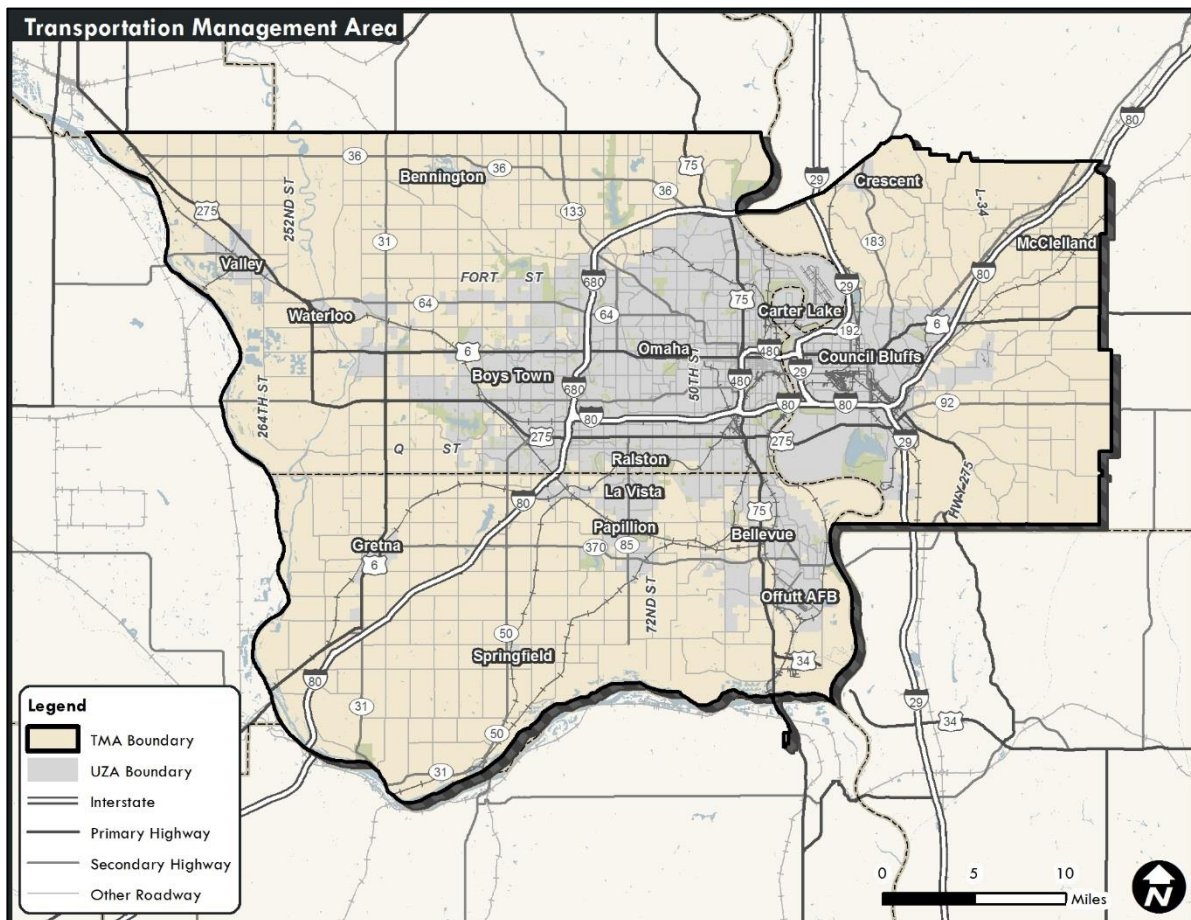 Transportation Management Area
80
36
Bennington
36
75
36
29
Crescent
L-34
275
252ND ST
133
31
183
McClelland
Valley
FORT ST
680
29
80
Waterloo
64
64
75
Carter Lake
192
6
6
Omaha
480
Council Bluffs
Boys Town
50TH ST
29
264TH ST
680
480
80
80
80
92
275
275
29
Q ST
Ralston
HWY 275
80
La Vista
75
Papillion
Bellevue
Gretna
370
85
6
72ND ST
Offutt AFB
50
Springfield
34
80
29
31
34
50
31
Legend
TMA Boundary
UZA Boundary
Interstate
Primary Highway
Secondary Highway
Other Roadway
0 5 10
Miles
N